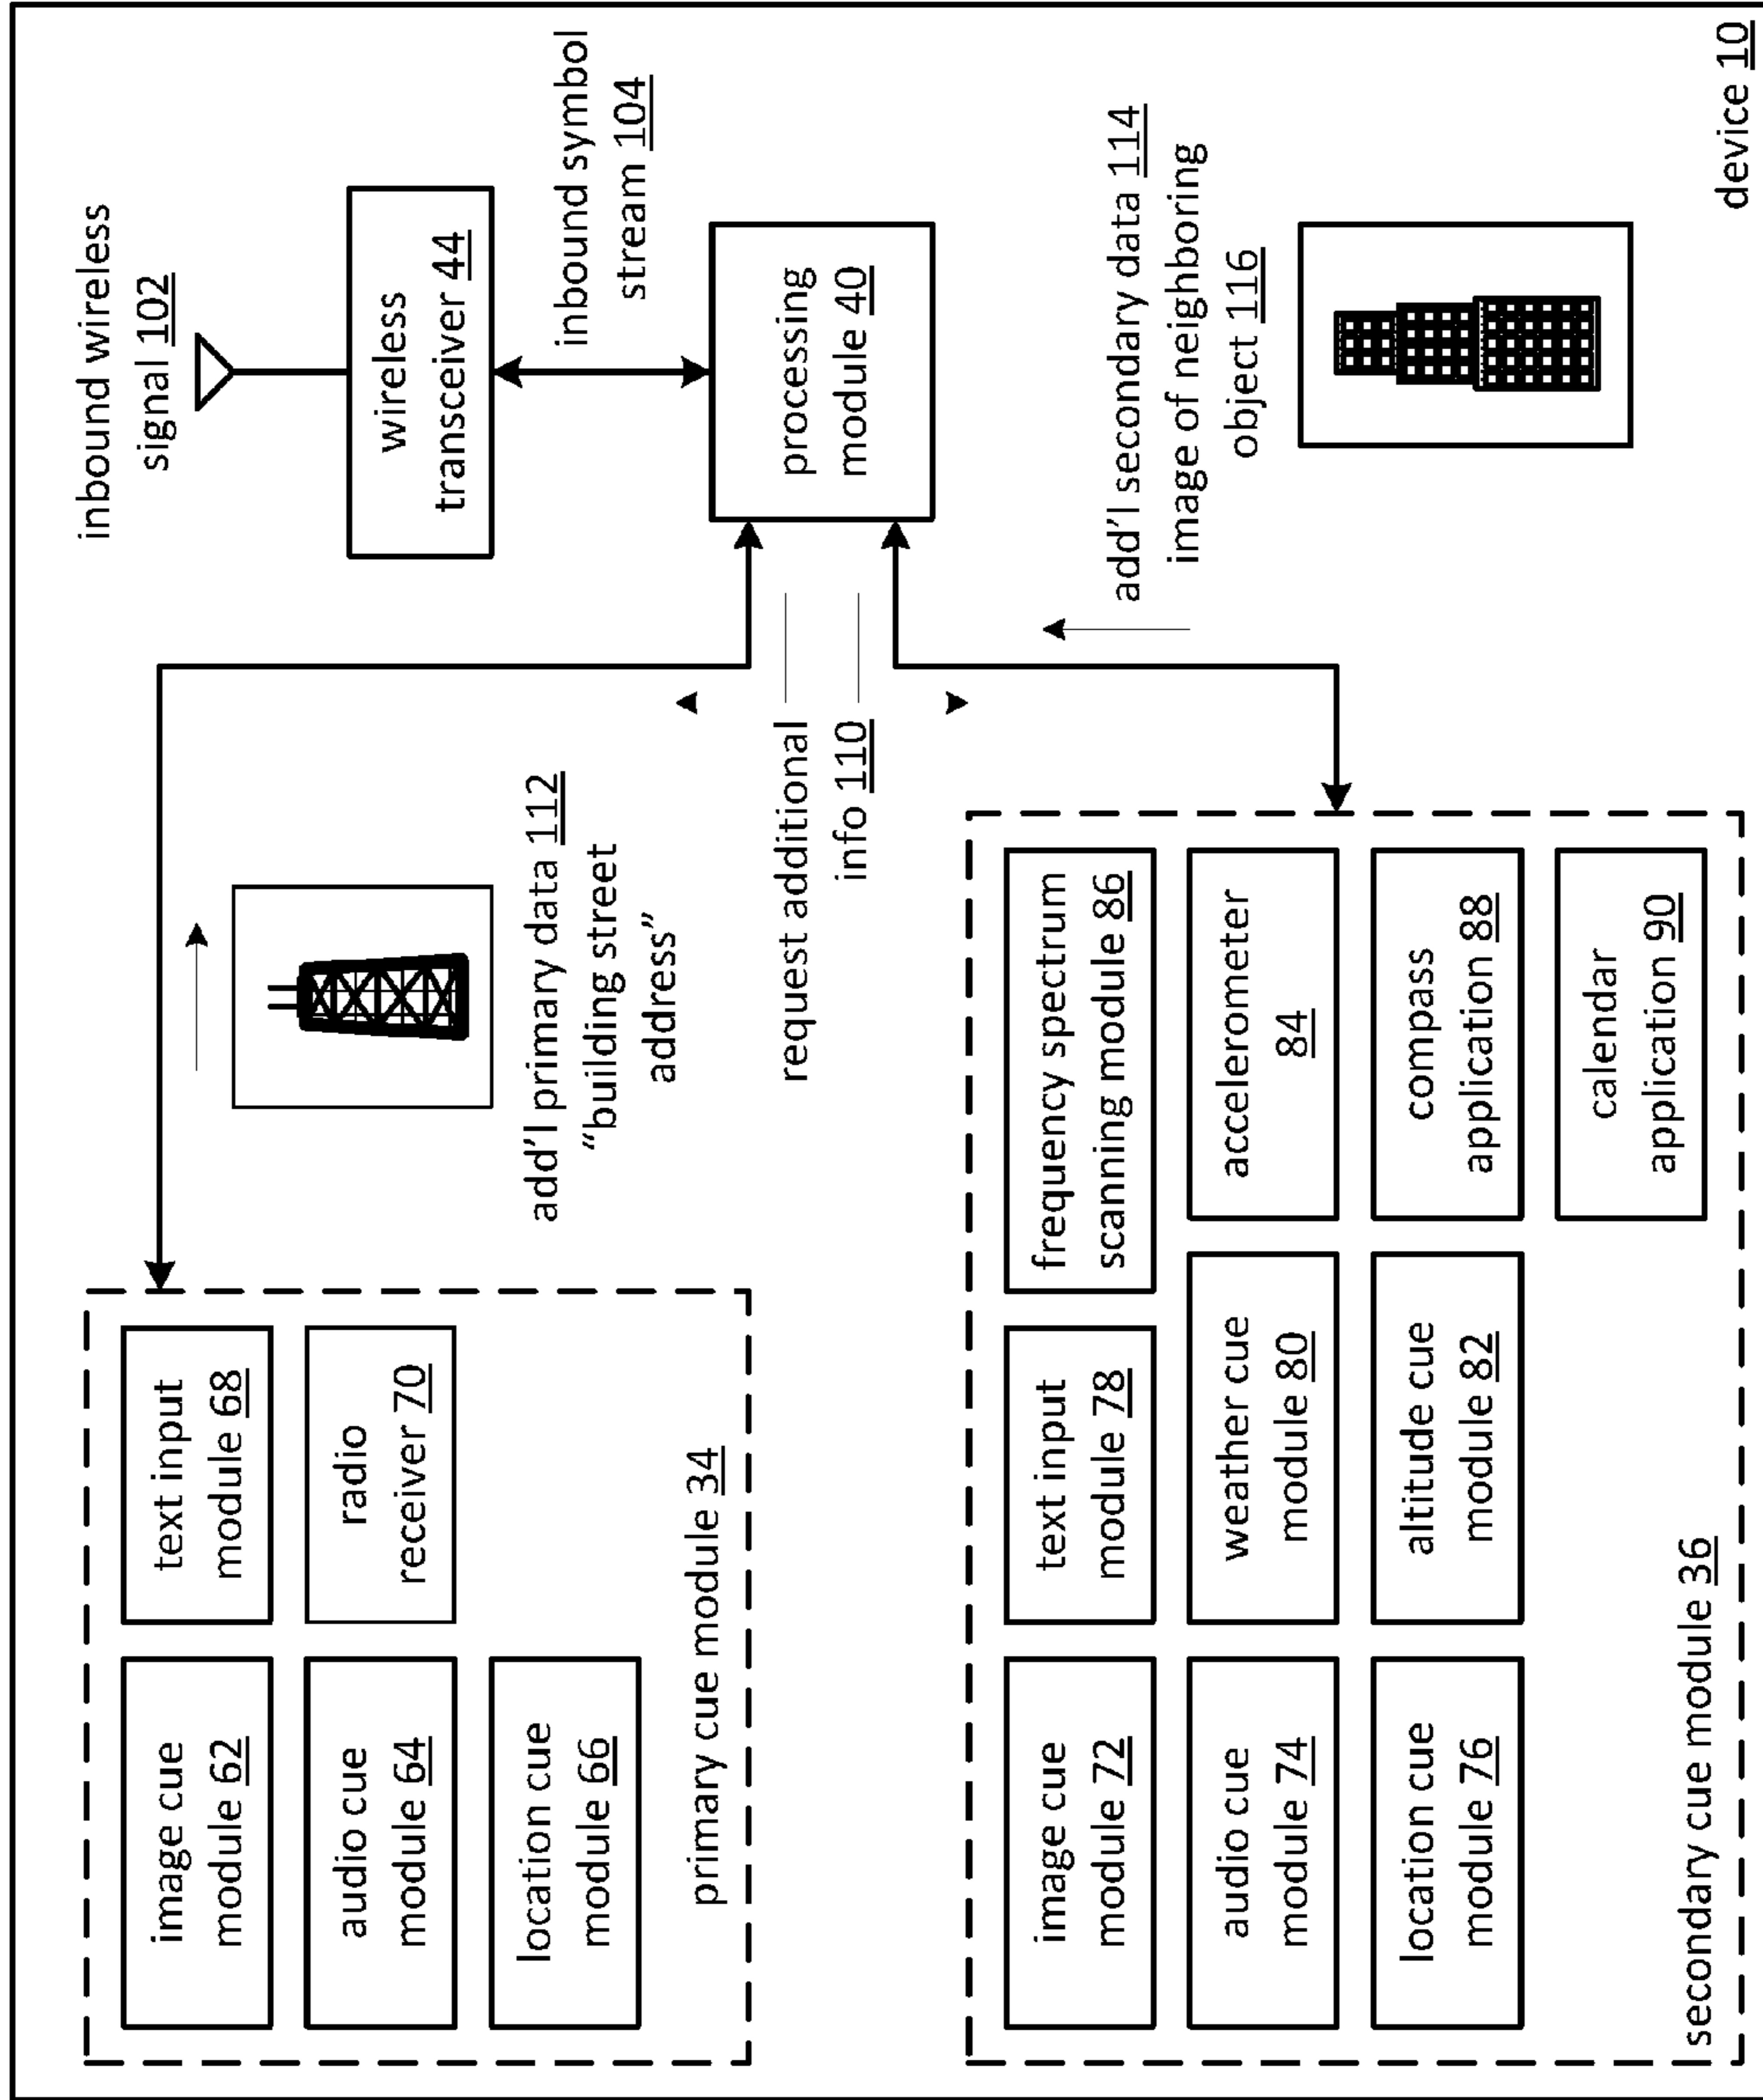 image cue
module 62
text input
module 68
audio cue
module 64
radio
receiver 70
location cue
module 66
primary cue module 34
add'l primary data 112
“building street
address”
inbound wireless
signal 102
wireless
transceiver 44
inbound symbol
stream 104
processing
module 40
request additional
info 110
image cue
module 72
text input
module 78
frequency spectrum
scanning module 86
audio cue
module 74
weather cue
module 80
accelerometer
84
location cue
module 76
altitude cue
module 82
compass
application 88
calendar
application 90
secondary cue module 36
add'l secondary data 114
image of neighboring
object 116
device 10